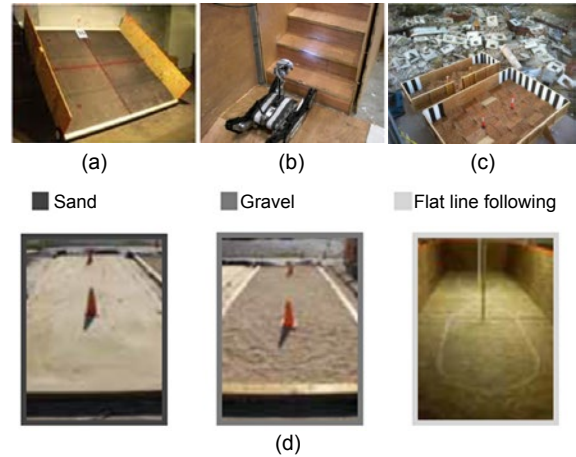 (a)
(b)
(c)
Sand
Gravel
Flat line following
(d)